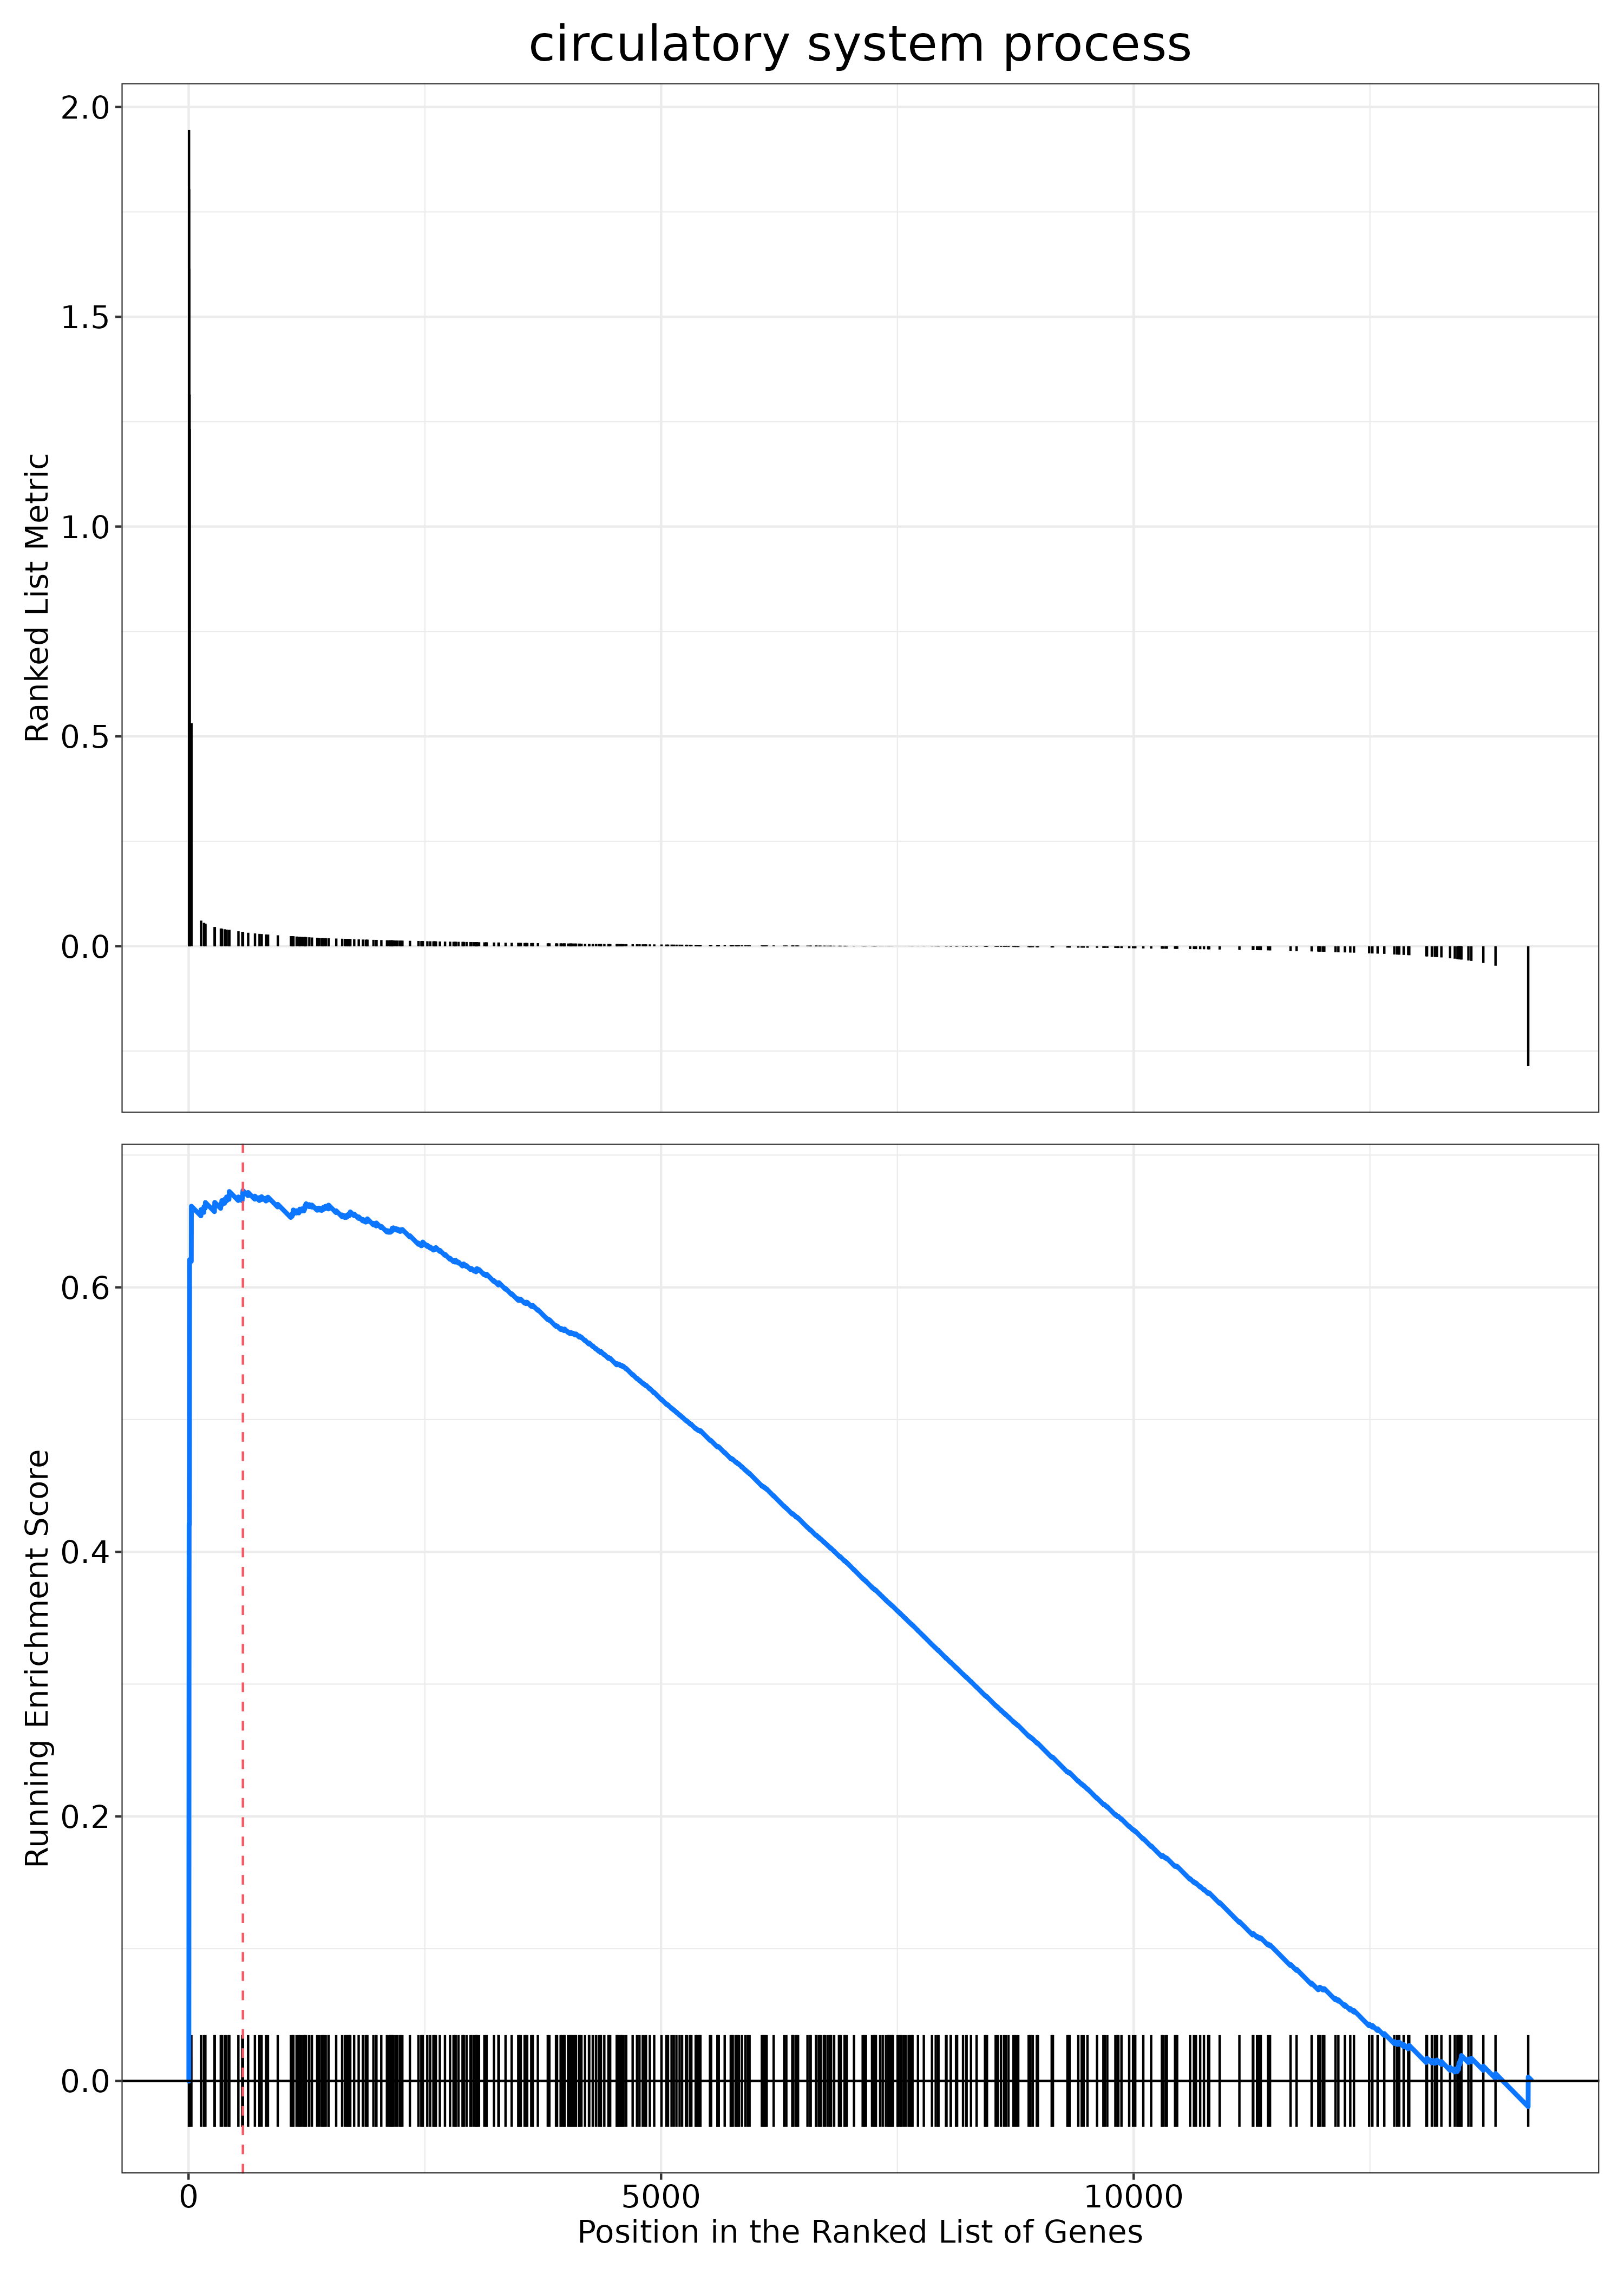 circulatory system process
Ranked List Metric
2.0
1.5
1.0
0.5
0.0
Running Enrichment Score
0.6
0.4
0.2
0.0
0 5000 10000
Position in the Ranked List of Genes